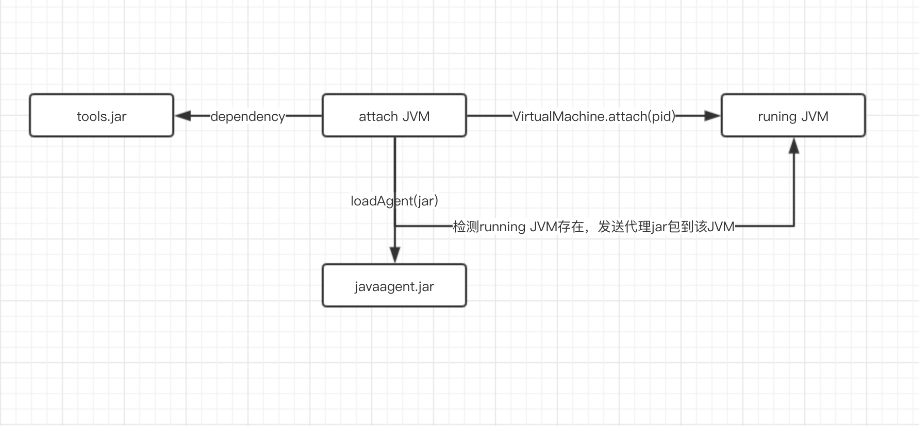 tools.jar
dependency
attach JVM
VirtualMachine.attach(pid)
runing JVM
loadAgent(jar)
检测running JVM存在，发送代理jar包到该JVM
javaagent.jar